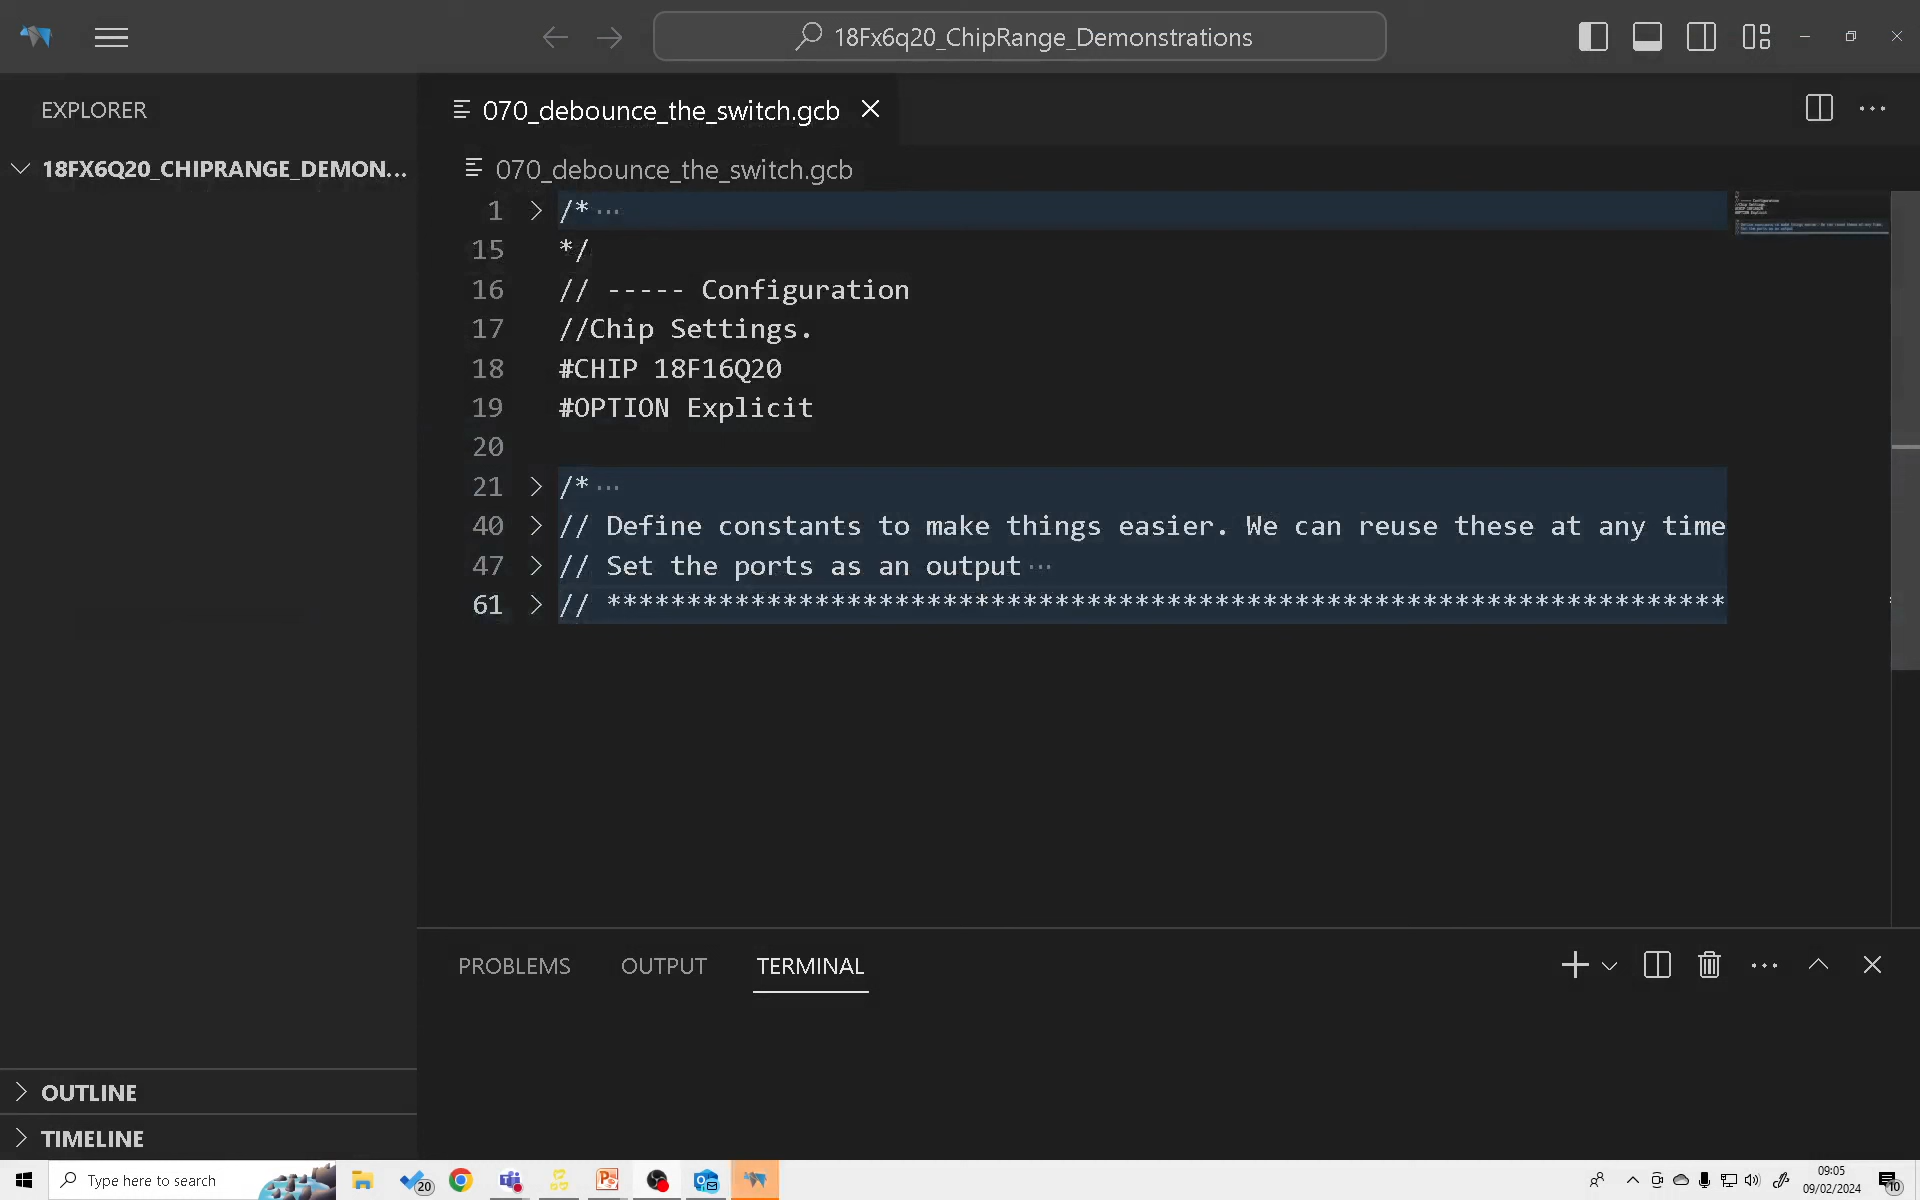 18Fx6q20_ChipRange_Demonstrations
EXPLORER
18FX6Q20_CHIPRANGE_DEMON...
070_debounce_the_switch.gcb
070_debounce_the_switch.gcb
1 /* ...
15 */
16 // ----- Configuration
17 //Chip Settings.
18 #CHIP 18F16Q20
19 #OPTION Explicit
20
21 /* ...
40 // Define constants to make things easier. We can reuse these at any time
47 // Set the ports as an output ...
61 // **********************************************************************
PROBLEMS OUTPUT TERMINAL
OUTLINE
TIMELINE
Type here to search
20
09:05
09/02/2024
10